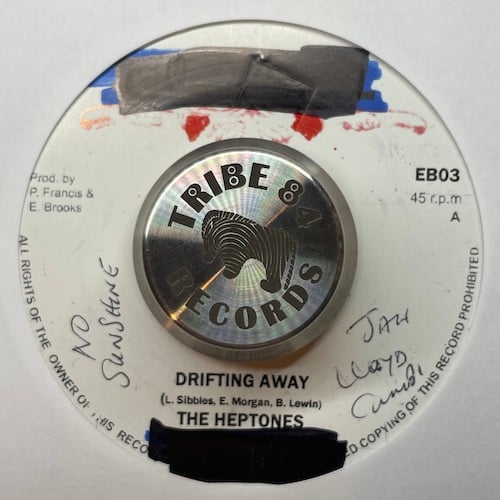 Prod. by
P. Francis &
E. Brooks
EB03
45 r.p.m
A
TRIBE 84
RECORDS
NO
SUNSHINE
JAH
LLOYD
DRIFTING AWAY
(L. Sibbles, E. Morgan, B. Lewin)
THE HEPTONES
ALL RIGHTS OF THE OWNER OF THIS RECO
ED COPYING OF THIS RECORD PROHIBITED